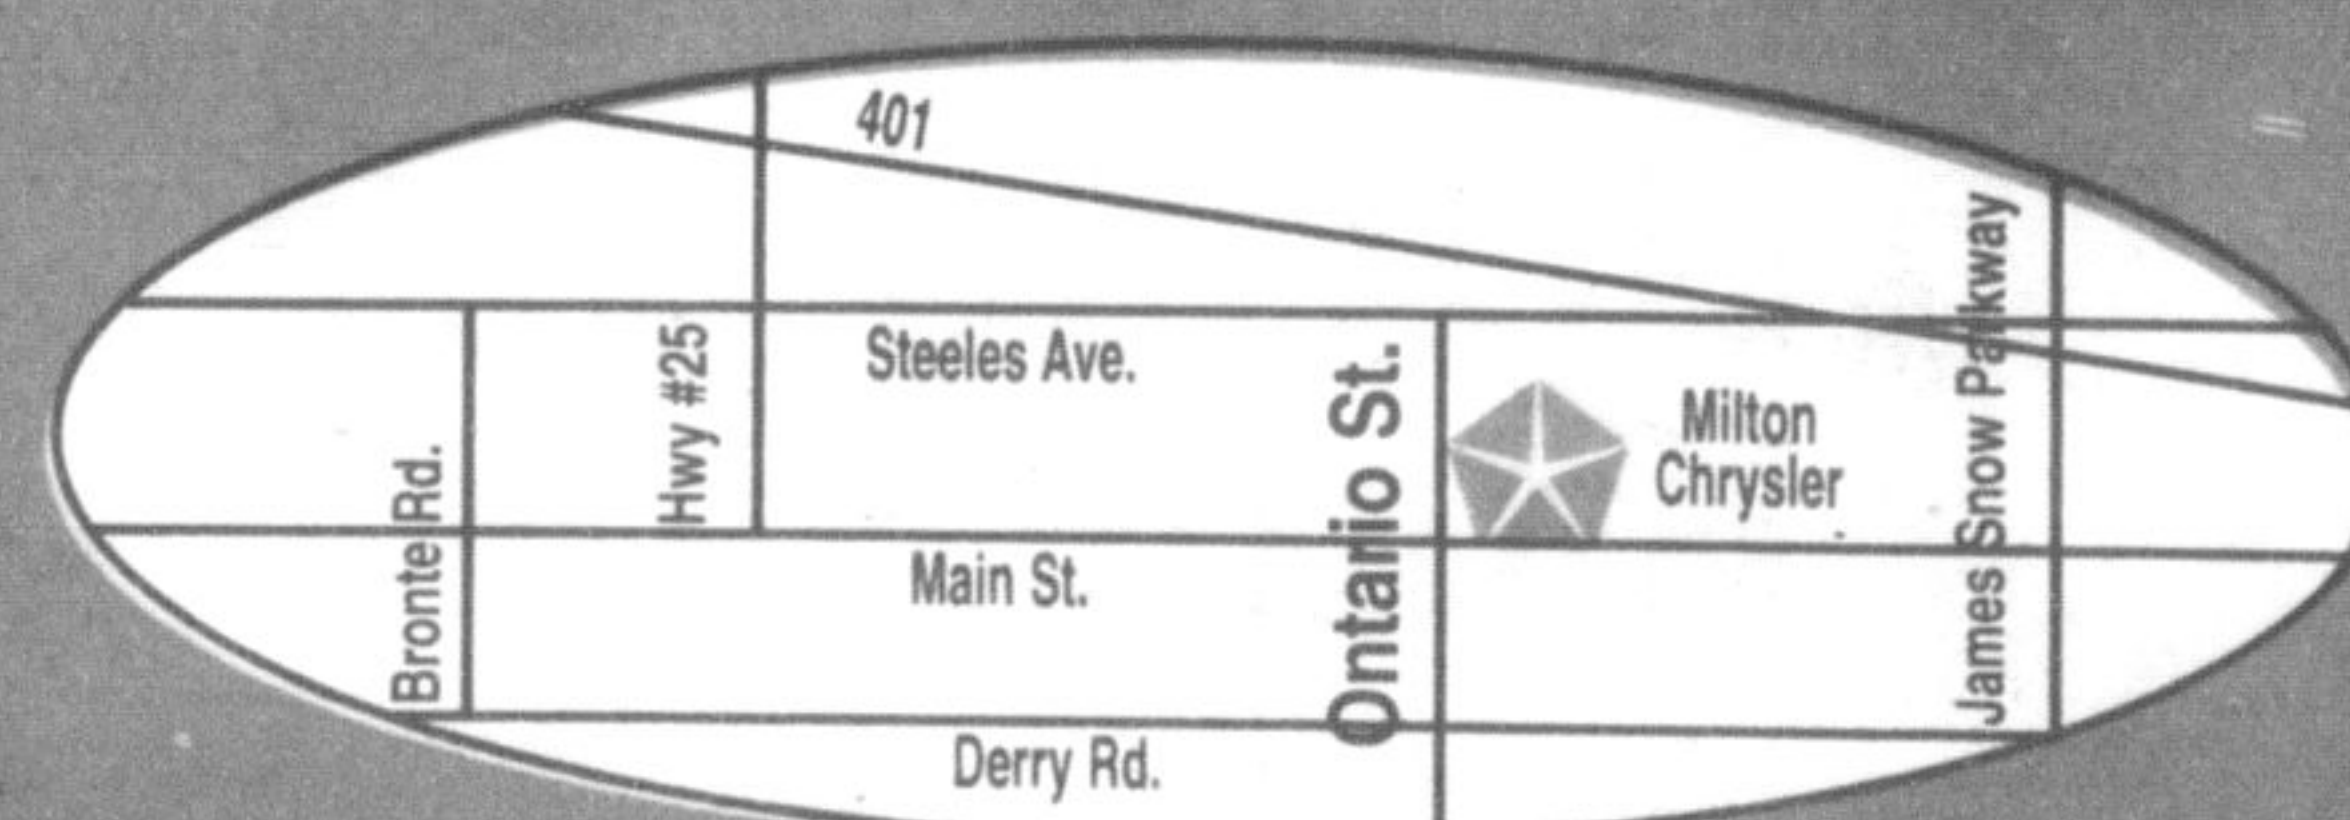 401
Steeles Ave.
Hwy #25
Bronte Rd.
Ontario St.
Milton
Chrysler
James Snow Parkway
Main St.
Derry Rd.